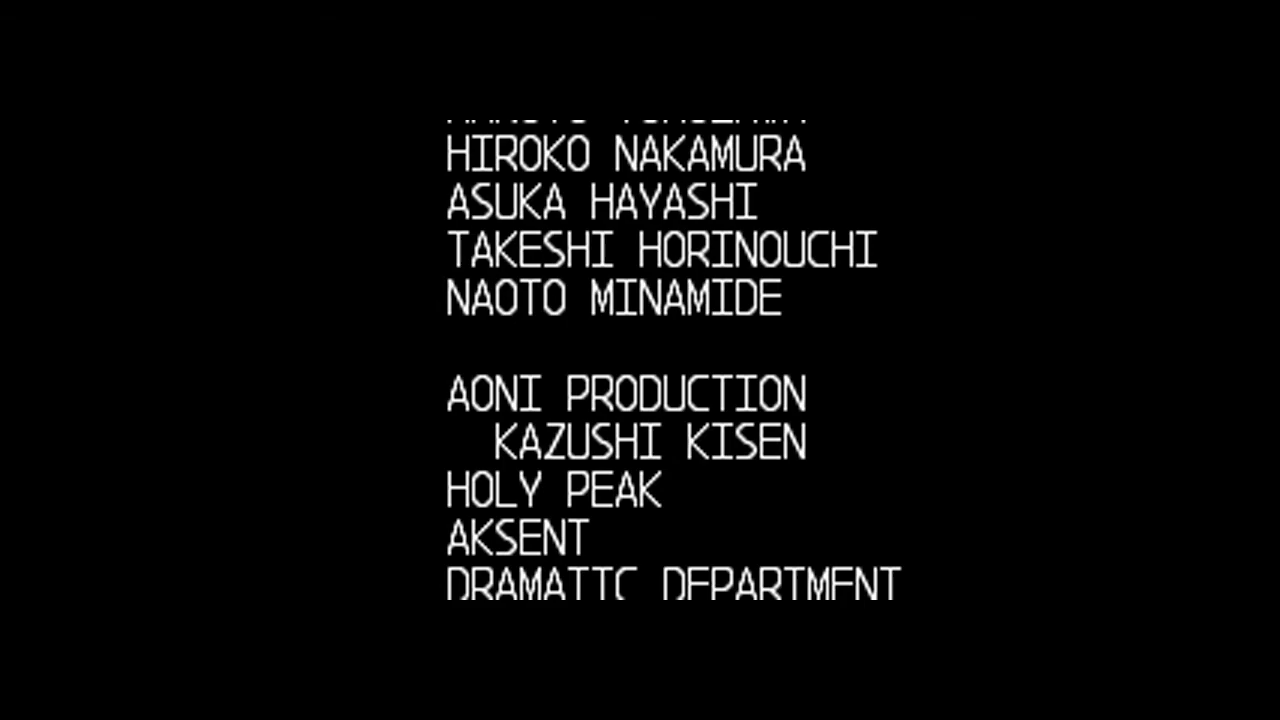 HIROKO NAKAMURA
ASUKA HAYASHI
TAKESHI HORINOUCHI
NAOTO MINAMIDE
AONI PRODUCTION
KAZUSHI KISEN
HOLY PEAK
AKSENT
DRAMATIC DEPARTMENT